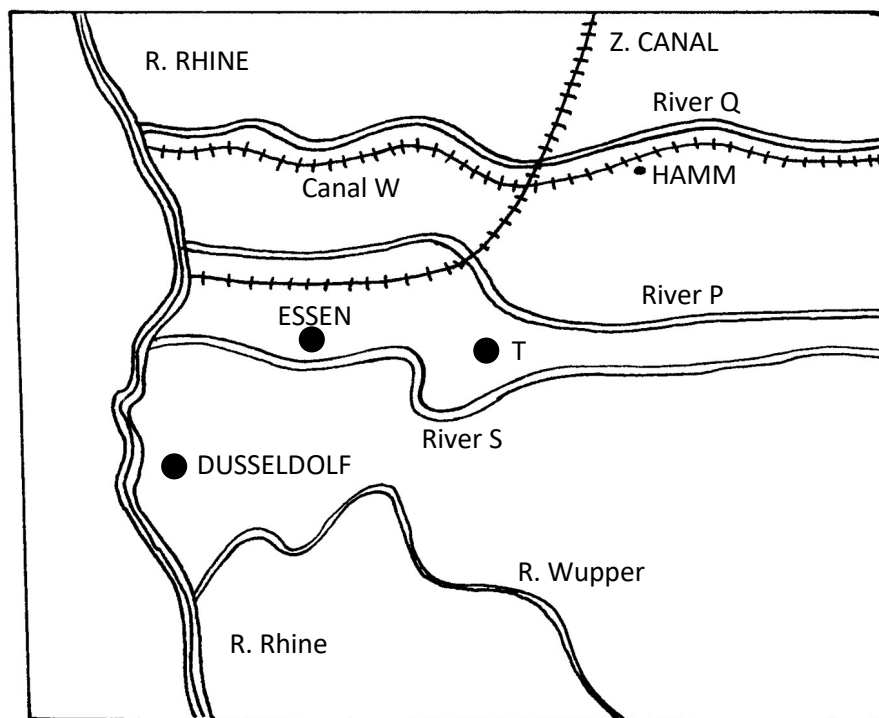 Z. CANAL
R. RHINE
River Q
Canal W
HAMM
River P
ESSEN
T
River S
DUSSELDOLF
R. Wupper
R. Rhine